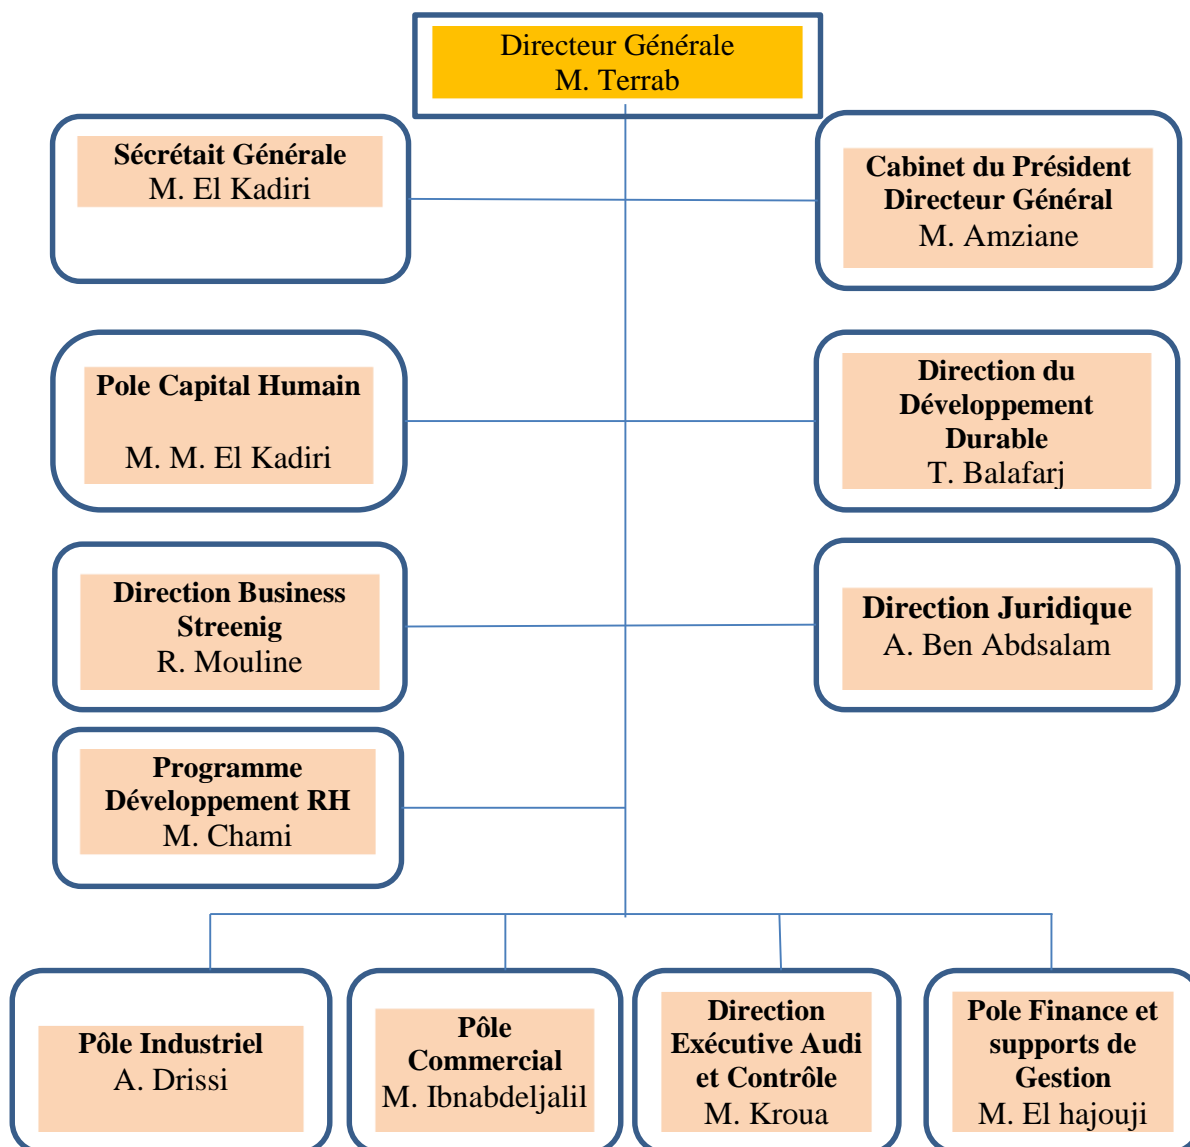 Directeur Générale
M. Terrab
Sécrétait Générale
M. El Kadiri
Cabinet du Président
Directeur Général
M. Amziane
Pole Capital Humain
M. M. El Kadiri
Direction du
Développement
Durable
T. Balafarj
Direction Business
Streenig
R. Mouline
Direction Juridique
A. Ben Abdsalam
Programme
Développement RH
M. Chami
Pôle Industriel
A. Drissi
Pôle
Commercial
M. Ibnabdeljalil
Direction
Exécutive Audi
et Contrôle
M. Kroua
Pole Finance et
supports de
Gestion
M. El hajouji